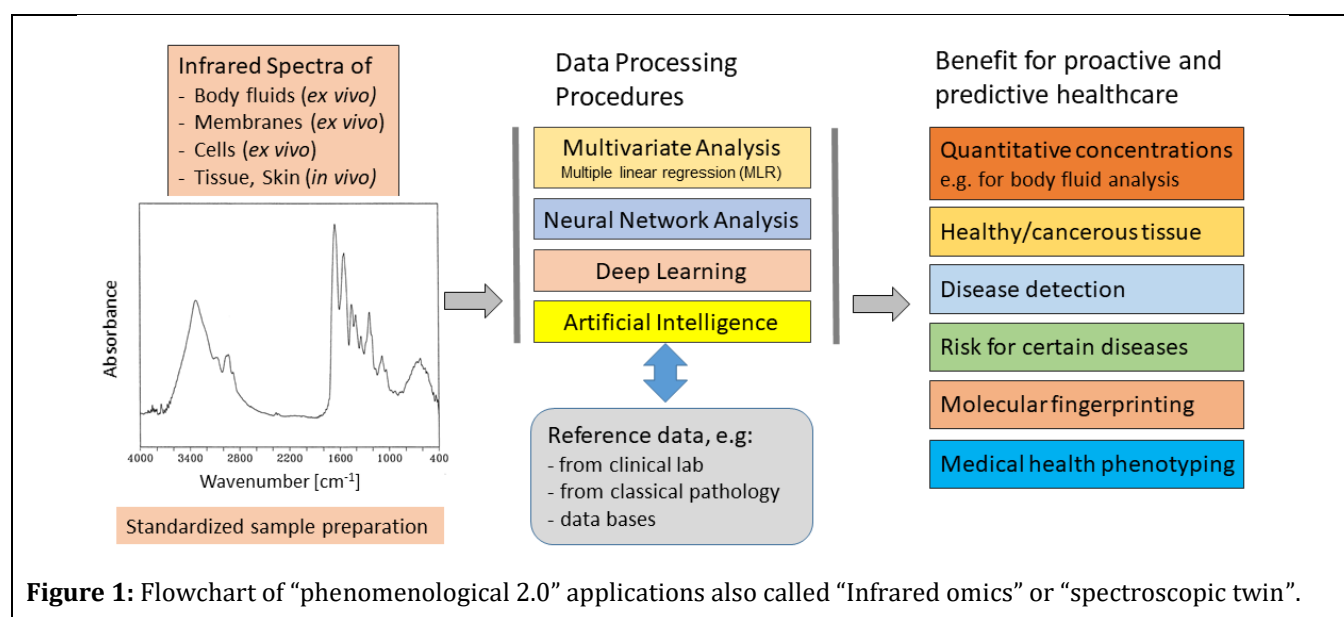 Infrared Spectra of
- Body fluids (ex vivo)
- Membranes (ex vivo)
- Cells (ex vivo)
- Tissue, Skin (in vivo)
Absorbance
4000 3400 2800 2200 1600 1000 400
Wavenumber [cm⁻¹]
Standardized sample preparation
Data Processing
Procedures
Multivariate Analysis
Multiple linear regression (MLR)
Neural Network Analysis
Deep Learning
Artificial Intelligence
Reference data, e.g:
- from clinical lab
- from classical pathology
- data bases
Benefit for proactive and
predictive healthcare
Quantitative concentrations
e.g. for body fluid analysis
Healthy/cancerous tissue
Disease detection
Risk for certain diseases
Molecular fingerprinting
Medical health phenotyping
Figure 1: Flowchart of “phenomenological 2.0” applications also called “Infrared omics” or “spectroscopic twin”.